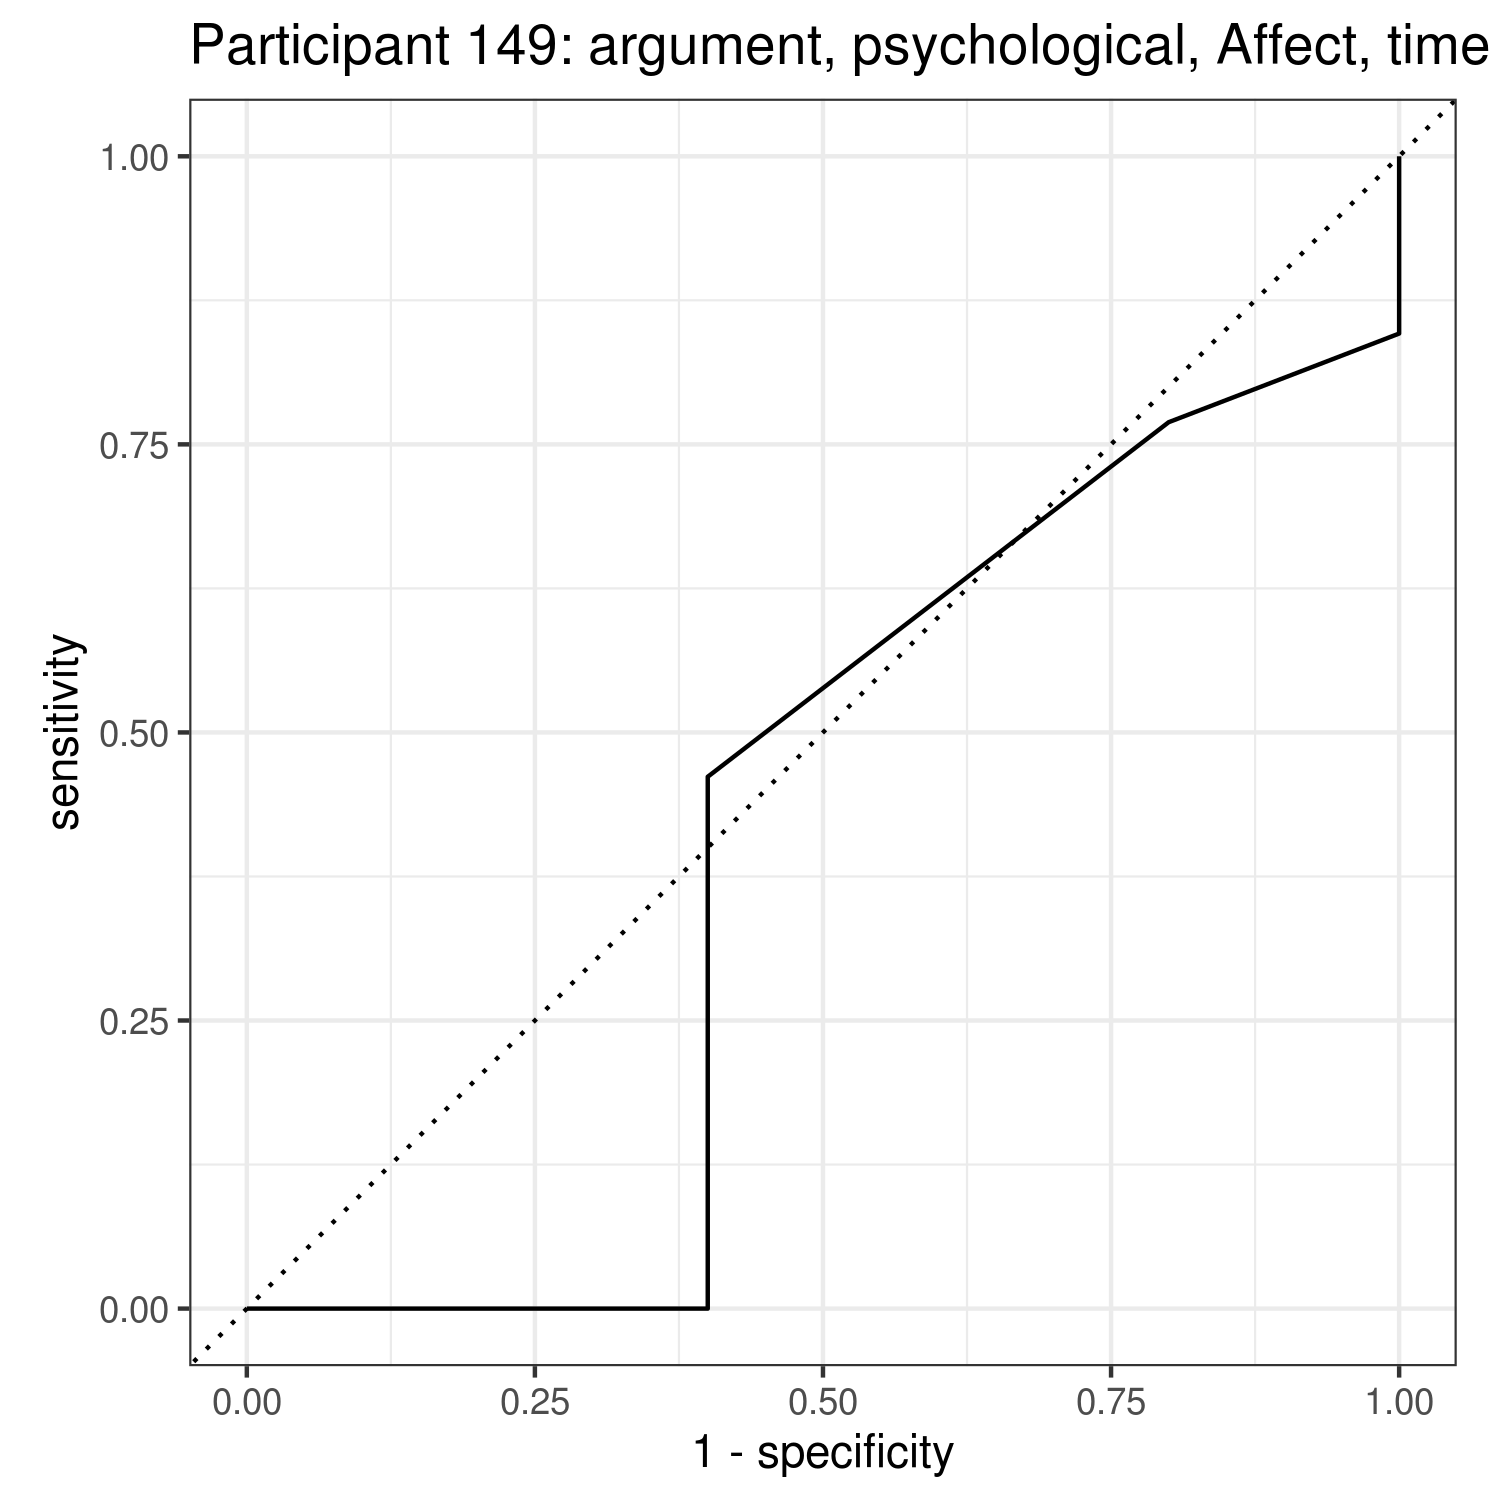 Participant 149: argument, psychological, Affect, time
1.00
0.75
0.50
0.25
0.00
sensitivity
0.00 0.25 0.50 0.75 1.00
1 - specificity